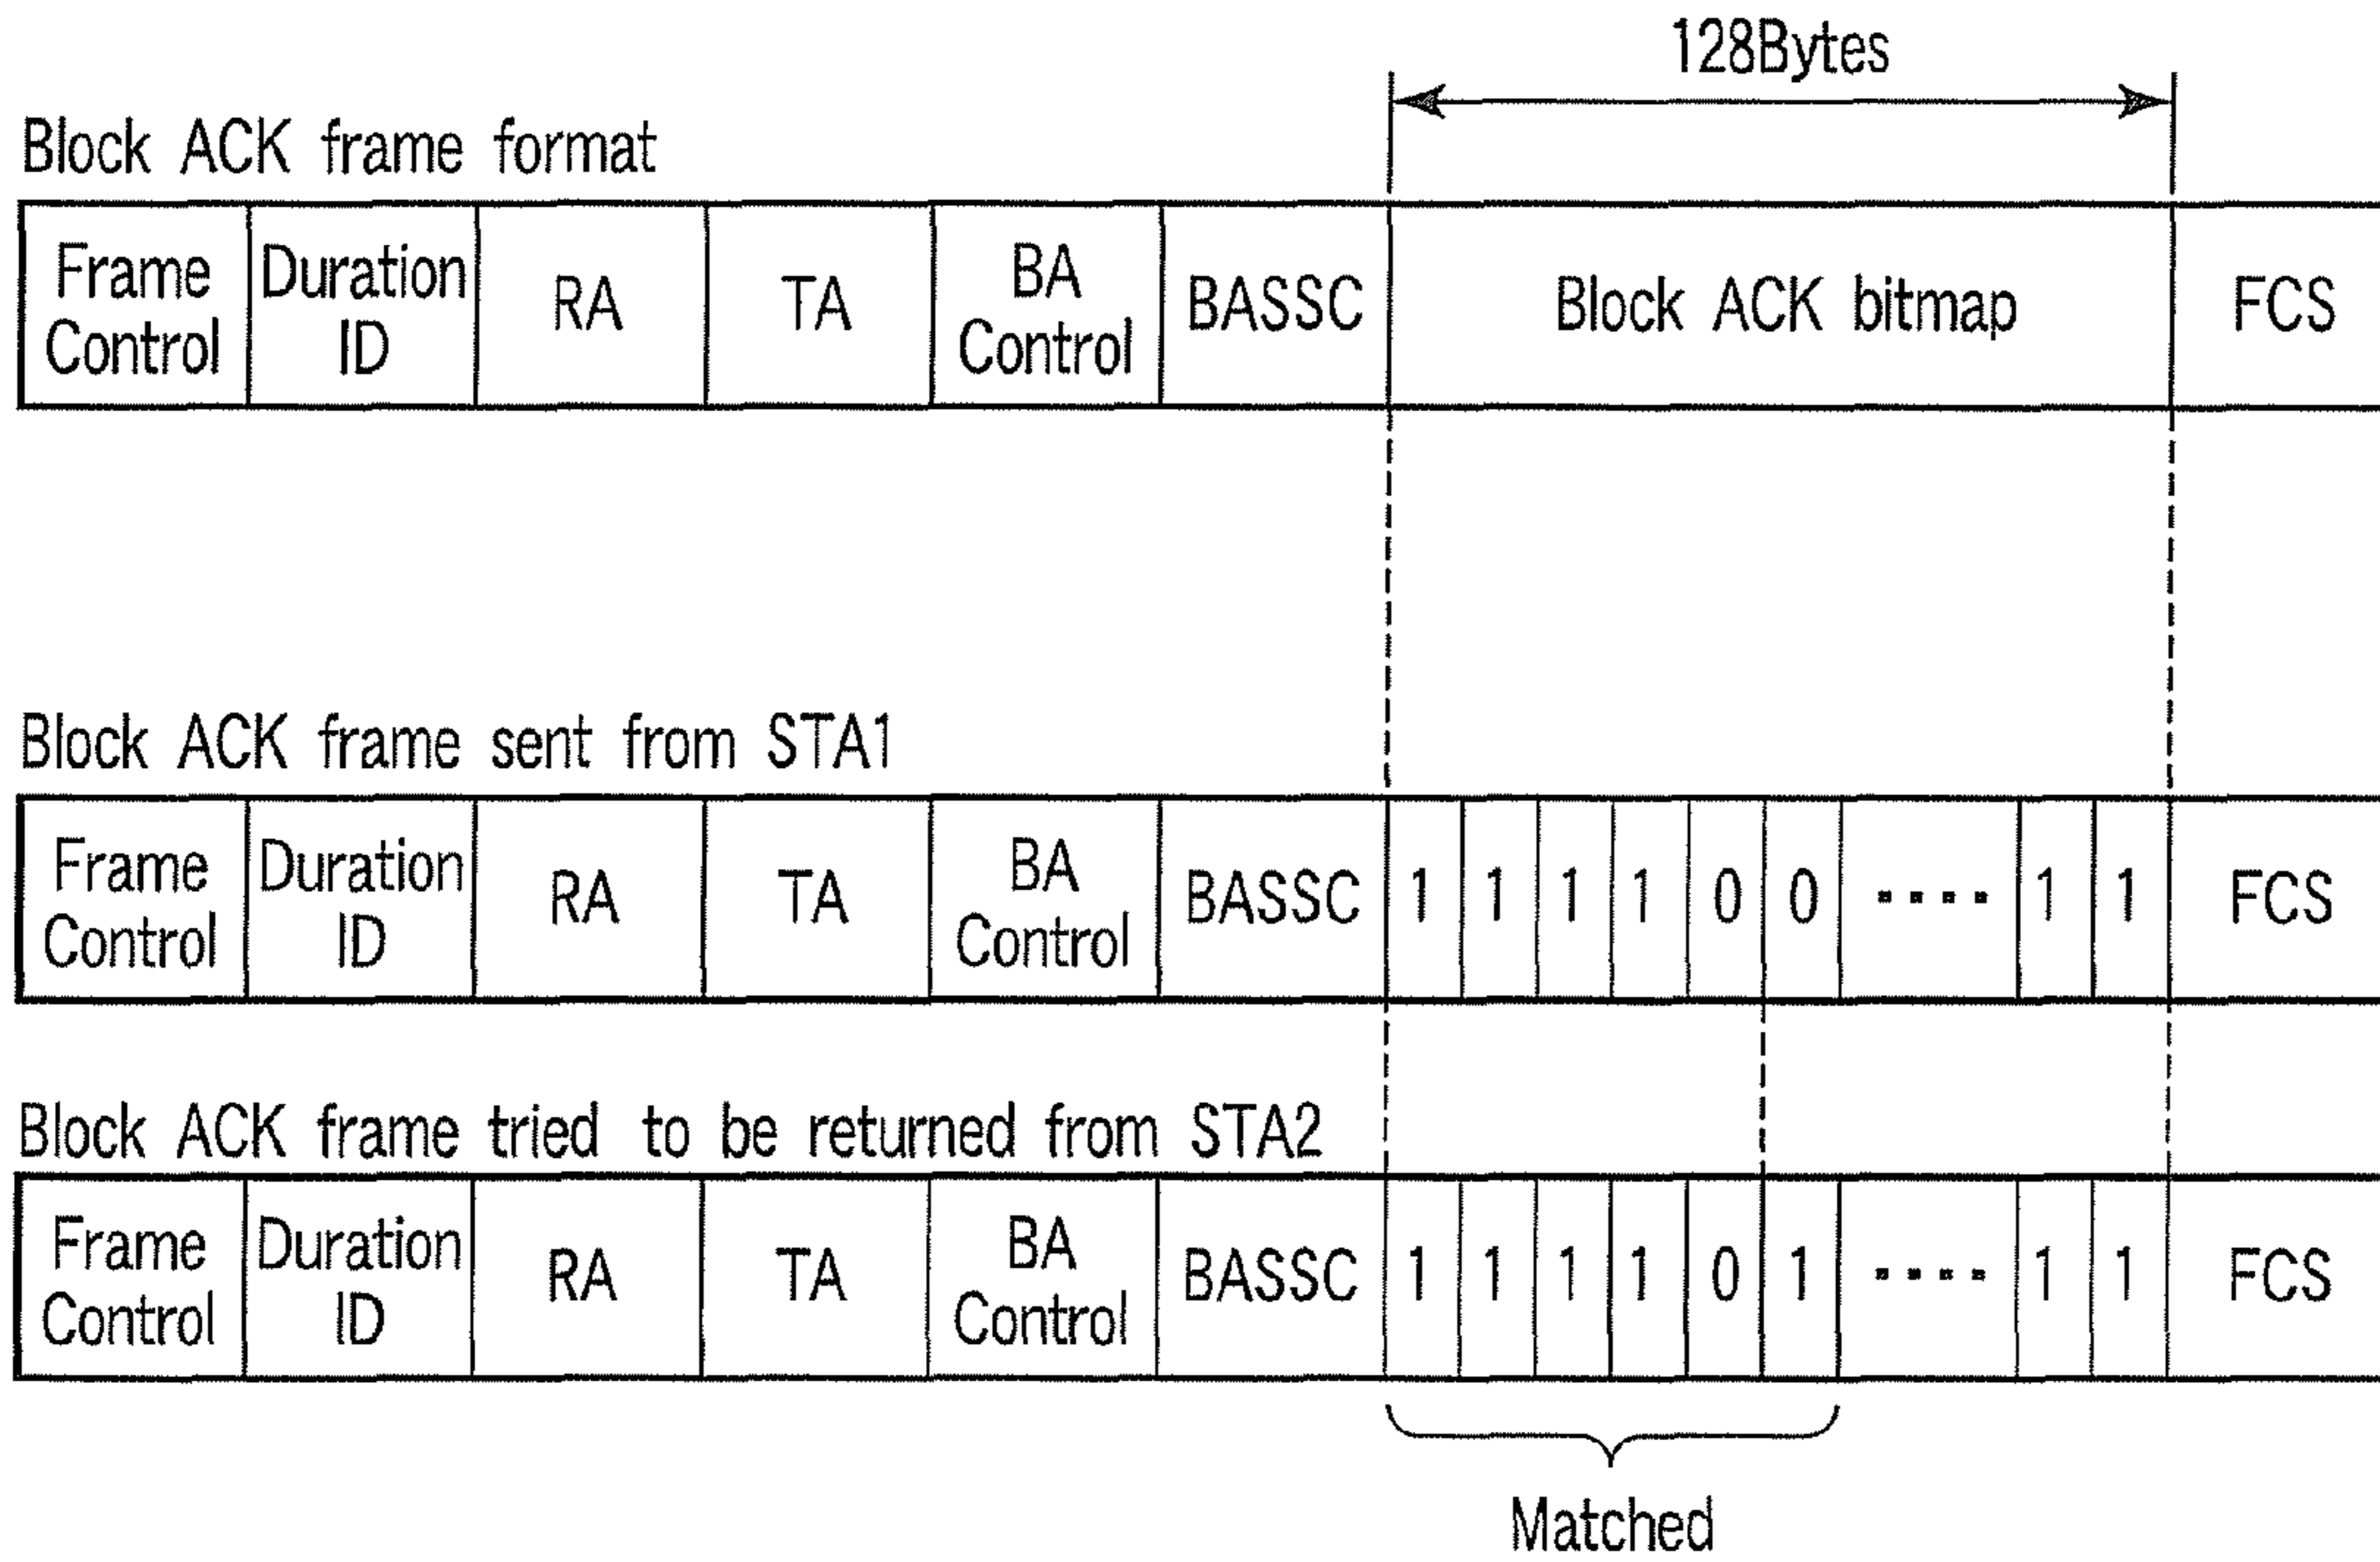 128Bytes
Block ACK frame format
Frame Control Duration ID RA TA BA Control BASSC Block ACK bitmap FCS
Block ACK frame sent from STA1
Frame Control Duration ID RA TA BA Control BASSC 1 1 1 1 0 0 .... 1 1 FCS
Block ACK frame tried to be returned from STA2
Frame Control Duration ID RA TA BA Control BASSC 1 1 1 1 0 1 .... 1 1 FCS
Matched